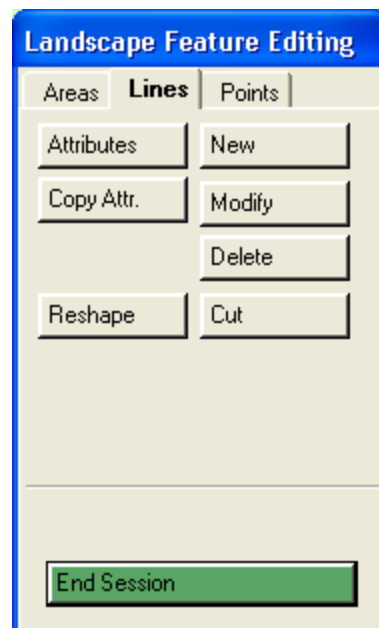 Landscape Feature Editing
Areas Lines Points
Attributes New
Copy Attr. Modify
Delete
Reshape Cut
End Session